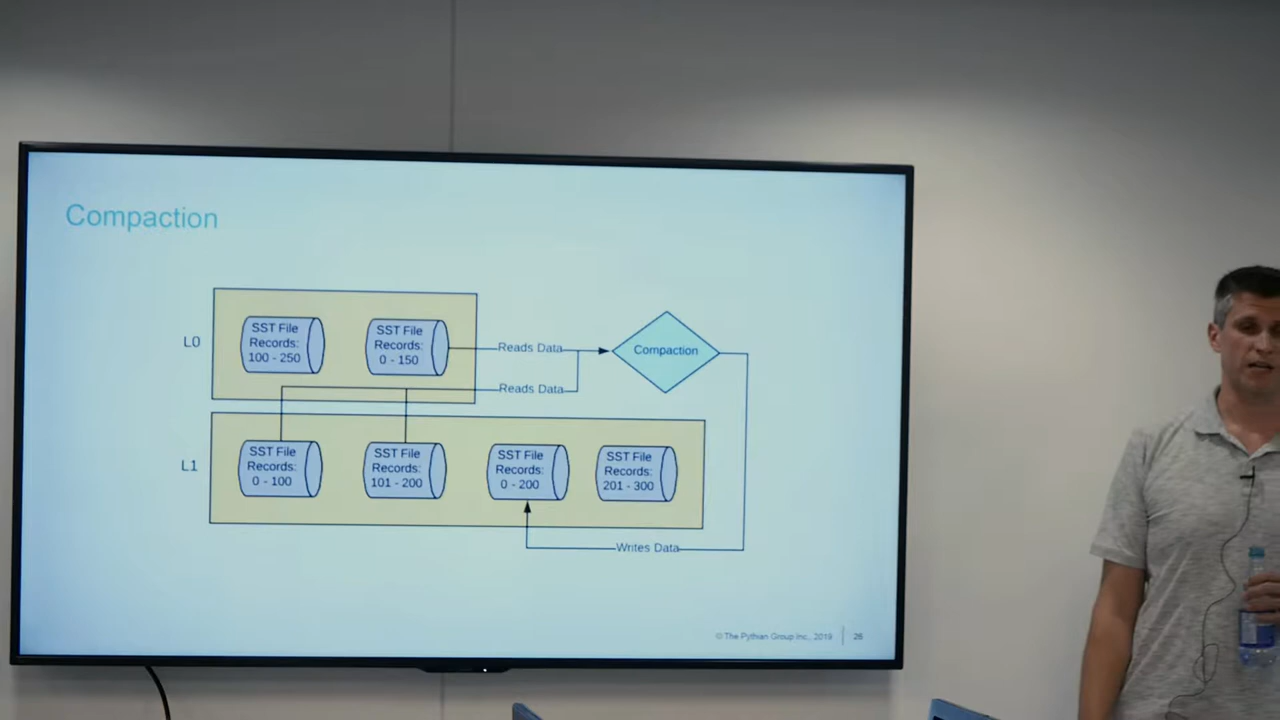 Compaction
L0
SST File
Records:
100 - 250
SST File
Records:
0 - 150
Reads Data
Compaction
Reads Data
L1
SST File
Records:
0 - 100
SST File
Records:
101 - 200
SST File
Records:
0 - 200
SST File
Records:
201 - 300
Writes Data
© The Pythian Group Inc., 2019
26